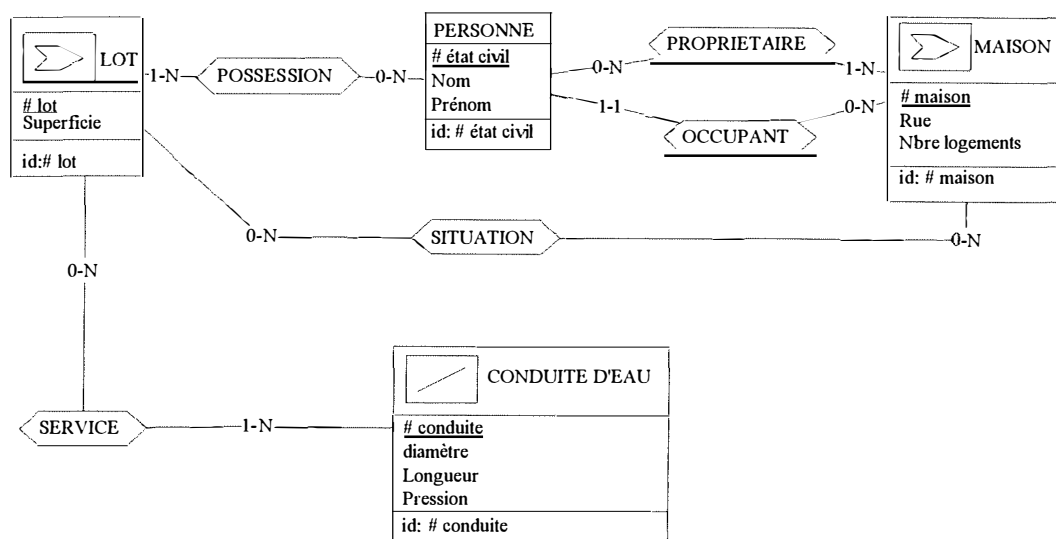 LOT
# lot
Superficie
id:# lot
1-N
POSSESSION
0-N
PERSONNE
# état civil
Nom
Prénom
id: # état civil
0-N
PROPRIETAIRE
1-N
1-1
OCCUPANT
0-N
MAISON
# maison
Rue
Nbre logements
id: # maison
0-N
SITUATION
0-N
0-N
SERVICE
1-N
CONDUITE D'EAU
# conduite
diamètre
Longueur
Pression
id: # conduite